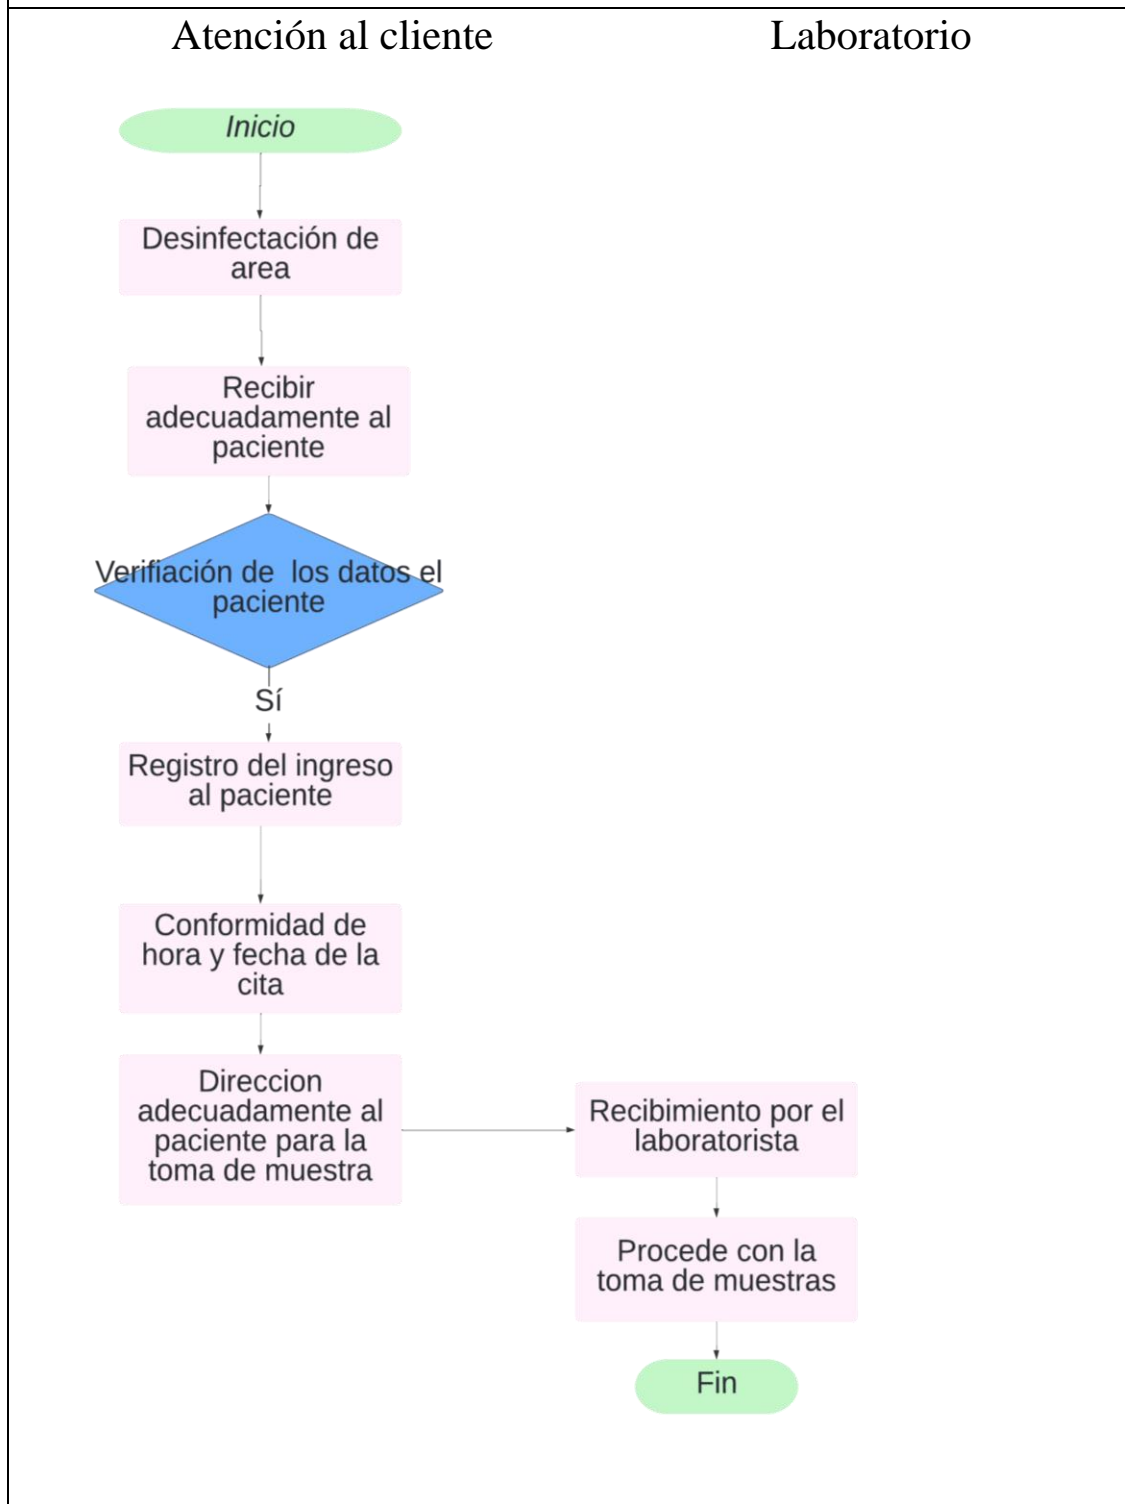 Atención al cliente
Laboratorio
Inicio
Desinfectación de
area
Recibir
adecuadamente al
paciente
Verifiación de  los datos el
paciente
Sí
Registro del ingreso
al paciente
Conformidad de
hora y fecha de la
cita
Direccion
adecuadamente al
paciente para la
toma de muestra
Recibimiento por el
laboratorista
Procede con la
toma de muestras
Fin